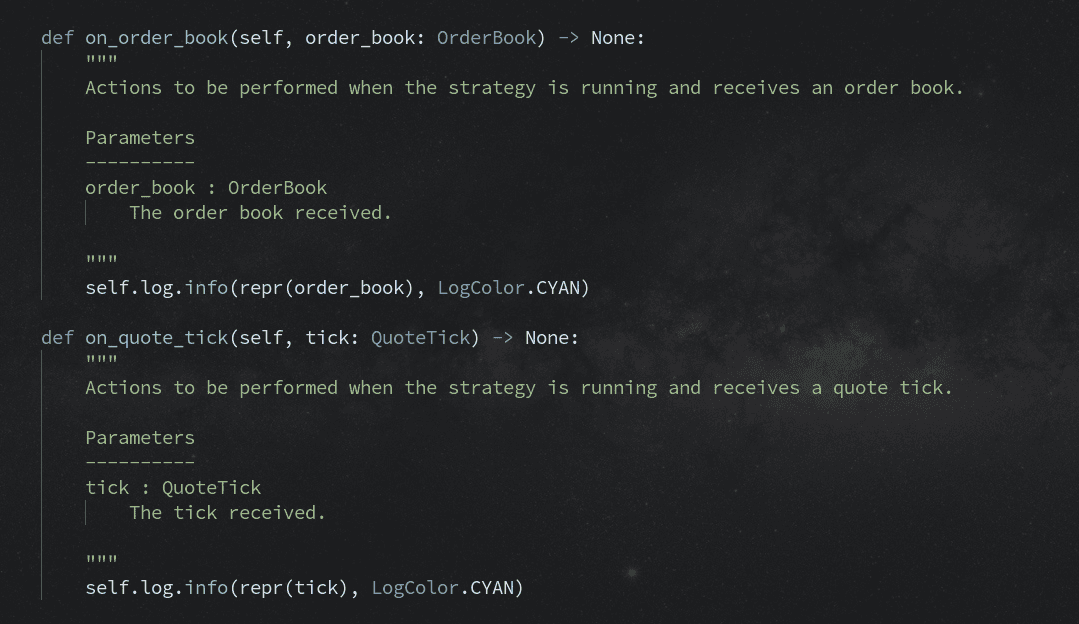 def on_order_book(self, order_book: OrderBook) -> None:
"""
Actions to be performed when the strategy is running and receives an order book.
Parameters
----------
order_book : OrderBook
The order book received.
"""
self.log.info(repr(order_book), LogColor.CYAN)
def on_quote_tick(self, tick: QuoteTick) -> None:
"""
Actions to be performed when the strategy is running and receives a quote tick.
Parameters
----------
tick : QuoteTick
The tick received.
"""
self.log.info(repr(tick), LogColor.CYAN)